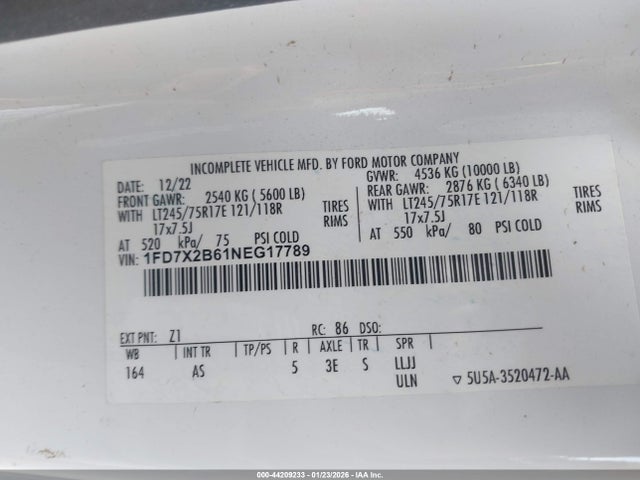 INCOMPLETE VEHICLE MFD. BY FORD MOTOR COMPANY
DATE: 12/22 GVWR: 4536 KG (10000 LB)
FRONT GAWR: 2540 KG ( 5600 LB) REAR GAWR: 2876 KG ( 6340 LB)
WITH LT245/75R17E 121/118R TIRES WITH LT245/75R17E 121/118R TIRES
17x7.5J RIMS 17x7.5J RIMS
AT 520 kPa/ 75 PSI COLD AT 550 kPa/ 80 PSI COLD
VIN: 1FD7X2B61NEG17789
EXT PNT: Z1 RC: 86 DSO:
WB INT TR TP/PS R AXLE TR SPR
164 AS 5 3E S LLJJ
ULN ▽ 5U5A-3520472-AA
000-44209233 - 01/23/2026 - IAA Inc.